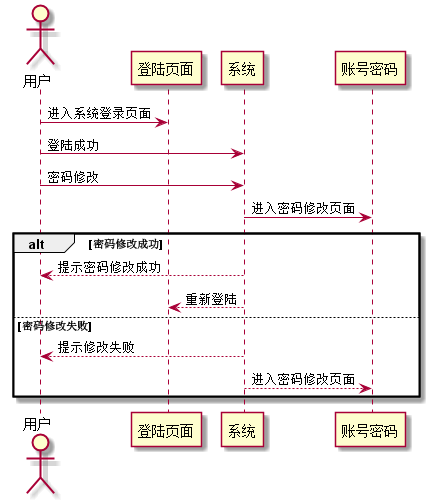 用户
登陆页面
系统
账号密码
进入系统登录页面
登陆成功
密码修改
进入密码修改页面
alt [密码修改成功]
提示密码修改成功
重新登陆
[密码修改失败]
提示修改失败
进入密码修改页面
用户
登陆页面
系统
账号密码